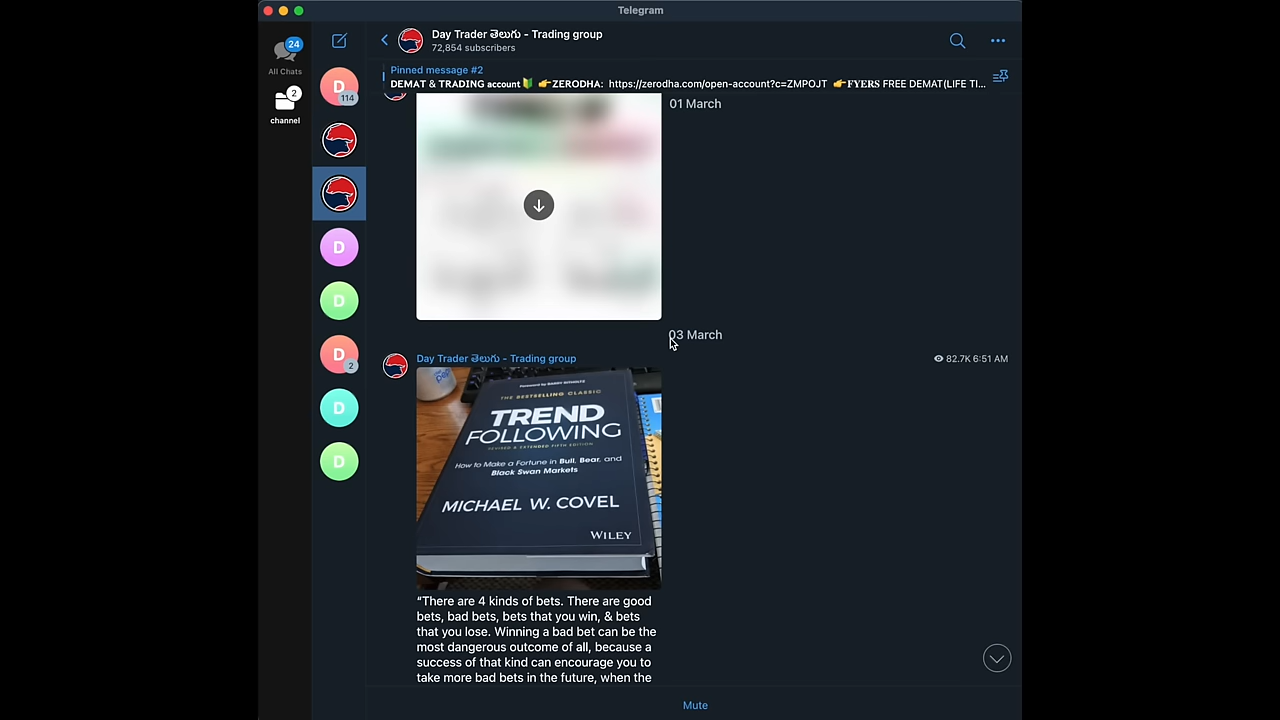 Telegram
24
All Chats
2
channel
D
114
D
D
D
2
D
D
Day Trader తెలుగు - Trading group
72,854 subscribers
Pinned message #2
DEMAT & TRADING account🔰 👉ZERODHA: https://zerodha.com/open-account?c=ZMPOJT 👉FYERS FREE DEMAT(LIFE TI...
01 March
03 March
Day Trader తెలుగు - Trading group
82.7K 6:51 AM
THE BESTSELLING CLASSIC
TREND
FOLLOWING
REVISED & EXTENDED FIFTH EDITION
How to Make a Fortune in Bull, Bear, and
Black Swan Markets
MICHAEL W. COVEL
WILEY
“There are 4 kinds of bets. There are good
bets, bad bets, bets that you win, & bets
that you lose. Winning a bad bet can be the
most dangerous outcome of all, because a
success of that kind can encourage you to
take more bad bets in the future, when the
Mute